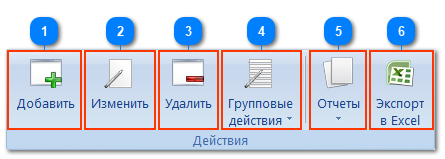 1 2 3 4 5 6
Добавить Изменить Удалить Групповые действия Отчеты Экспорт в Excel
Действия